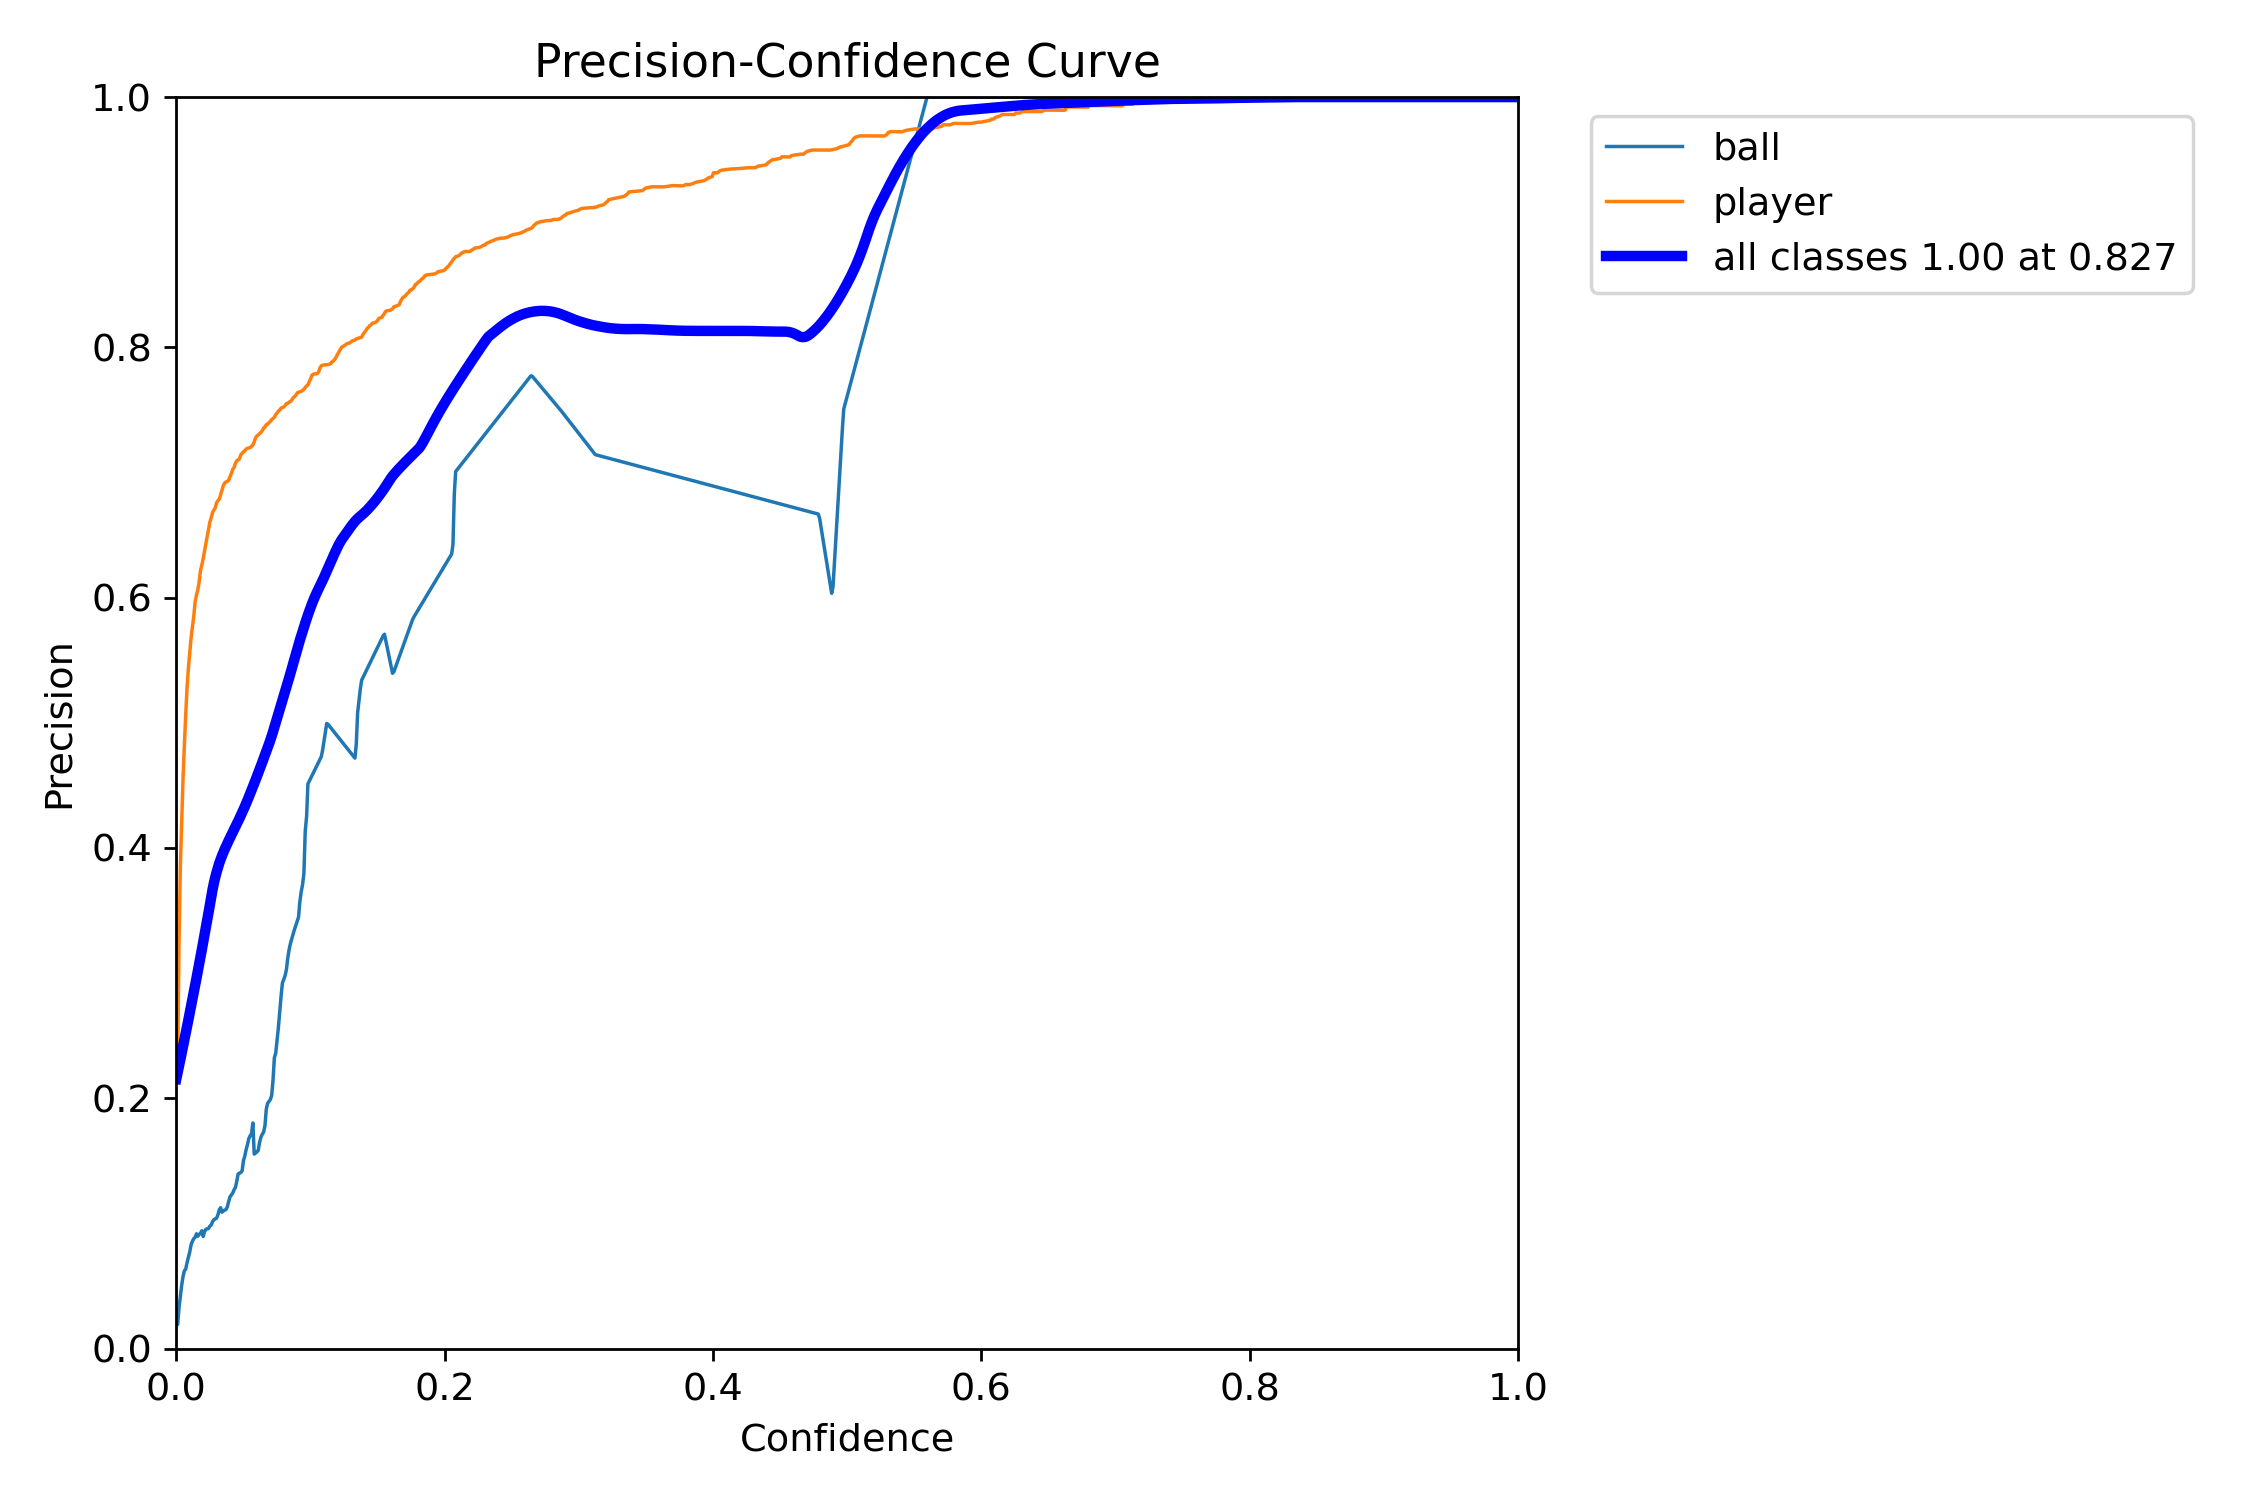 Precision-Confidence Curve
1.0
0.8
0.6
0.4
0.2
0.0
Precision
0.0 0.2 0.4 0.6 0.8 1.0
Confidence
ball
player
all classes 1.00 at 0.827